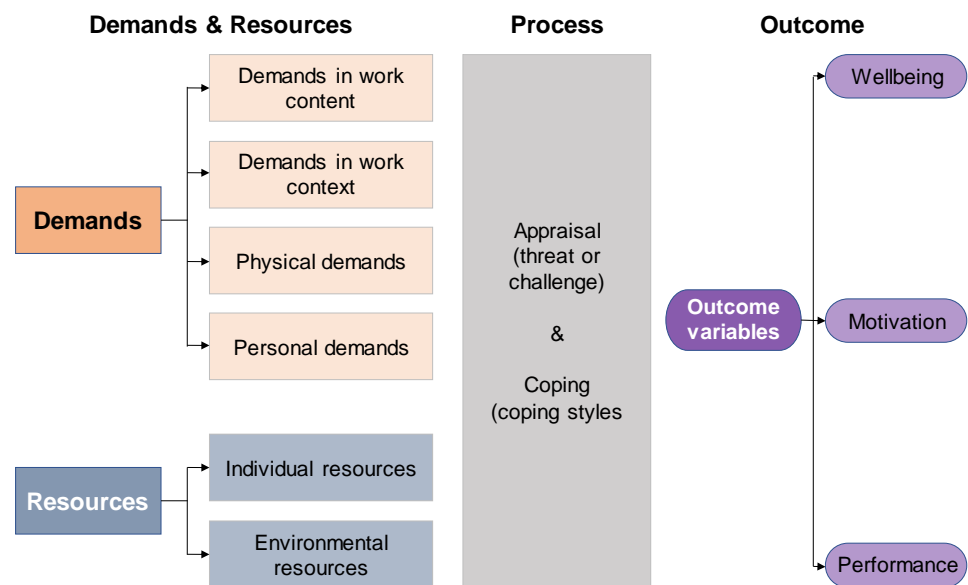 Demands & Resources
Process
Outcome
Demands
Demands in work
content
Demands in work
context
Physical demands
Personal demands
Resources
Individual resources
Environmental
resources
Appraisal
(threat or
challenge)
&
Coping
(coping styles
Outcome
variables
Wellbeing
Motivation
Performance